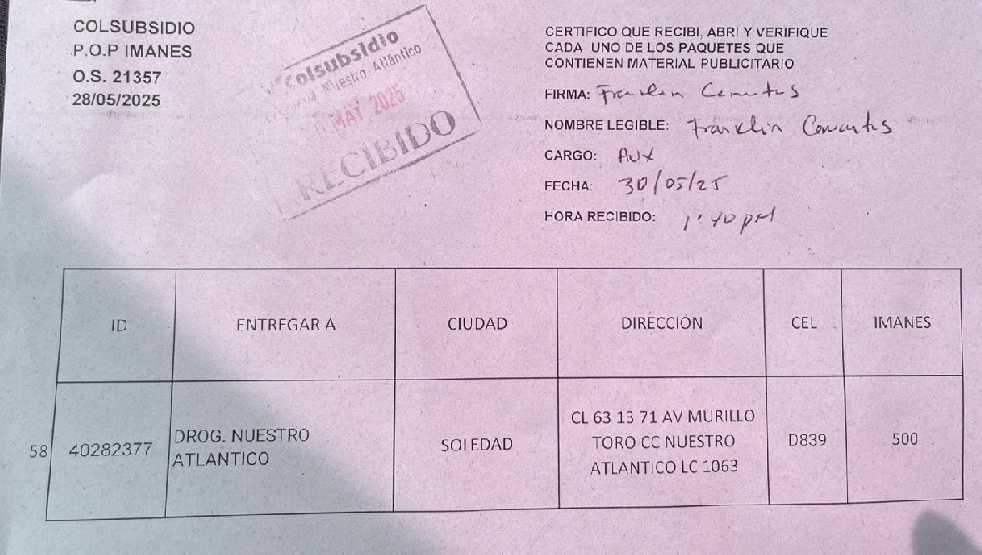 COLSUBSIDIO
P.O.P IMANES
O.S. 21357
28/05/2025
Colsubsidio
Nuestro Atlántico
MAY 2025
RECIBIDO
CERTIFICO QUE RECIBI, ABRI Y VERIFIQUE
CADA UNO DE LOS PAQUETES QUE
CONTIENEN MATERIAL PUBLICITARIO
FIRMA:
NOMBRE LEGIBLE: Franklin
CARGO: AUX
FECHA: 30/05/25
HORA RECIBIDO: 1:40 pm
ID ENTREGAR A CIUDAD DIRECCIÓN CEL IMANES
58 40282377 DROG. NUESTRO ATLANTICO SOLEDAD CL 63 13 71 AV MURILLO
TORO CC NUESTRO
ATLANTICO LC 1063 D839 500